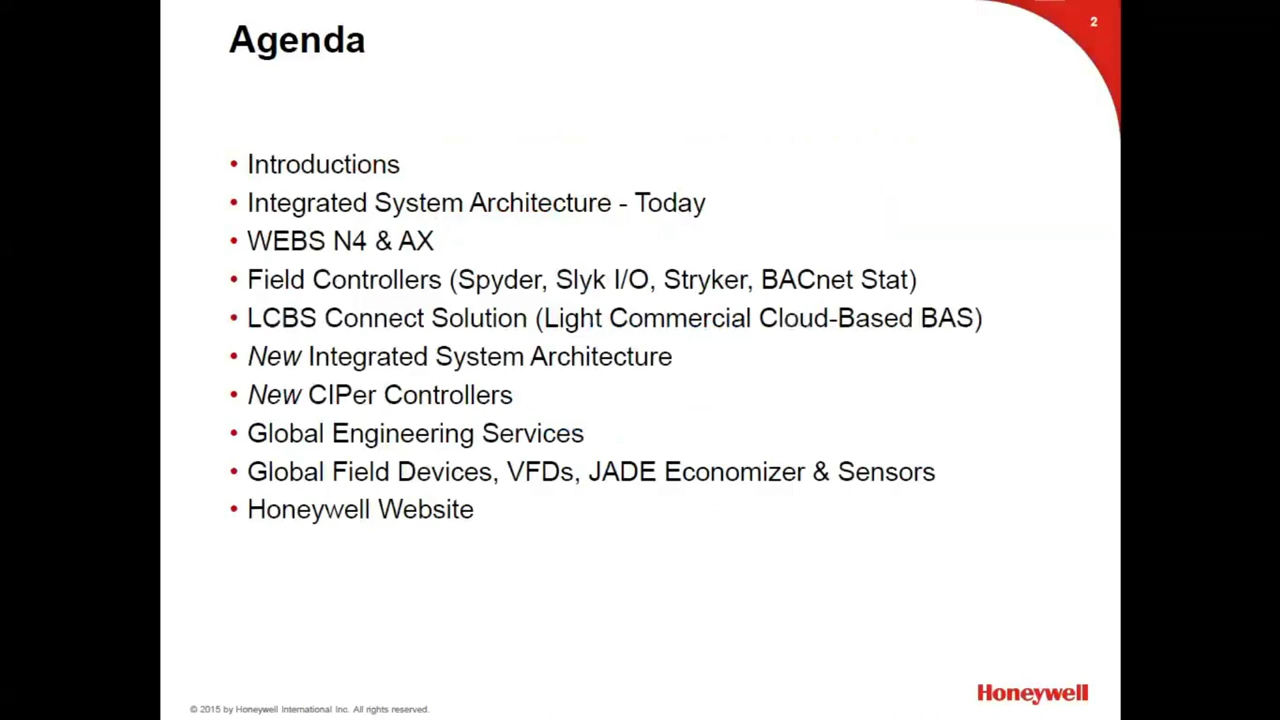 2
Agenda
• Introductions
• Integrated System Architecture - Today
• WEBS N4 & AX
• Field Controllers (Spyder, Slyk I/O, Stryker, BACnet Stat)
• LCBS Connect Solution (Light Commercial Cloud-Based BAS)
• New Integrated System Architecture
• New CIPer Controllers
• Global Engineering Services
• Global Field Devices, VFDs, JADE Economizer & Sensors
• Honeywell Website
Honeywell
© 2015 by Honeywell International Inc. All rights reserved.